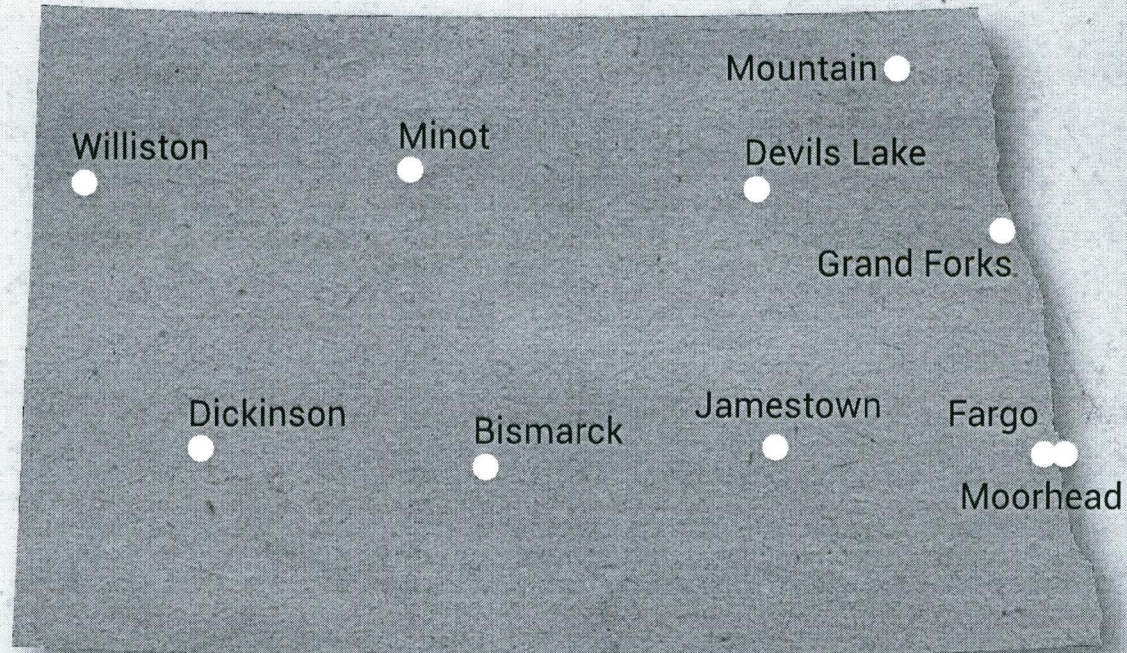 Mountain
Minot
Williston
Devils Lake
Grand Forks
Jamestown
Dickinson
Fargo
Bismarck
Moorhead